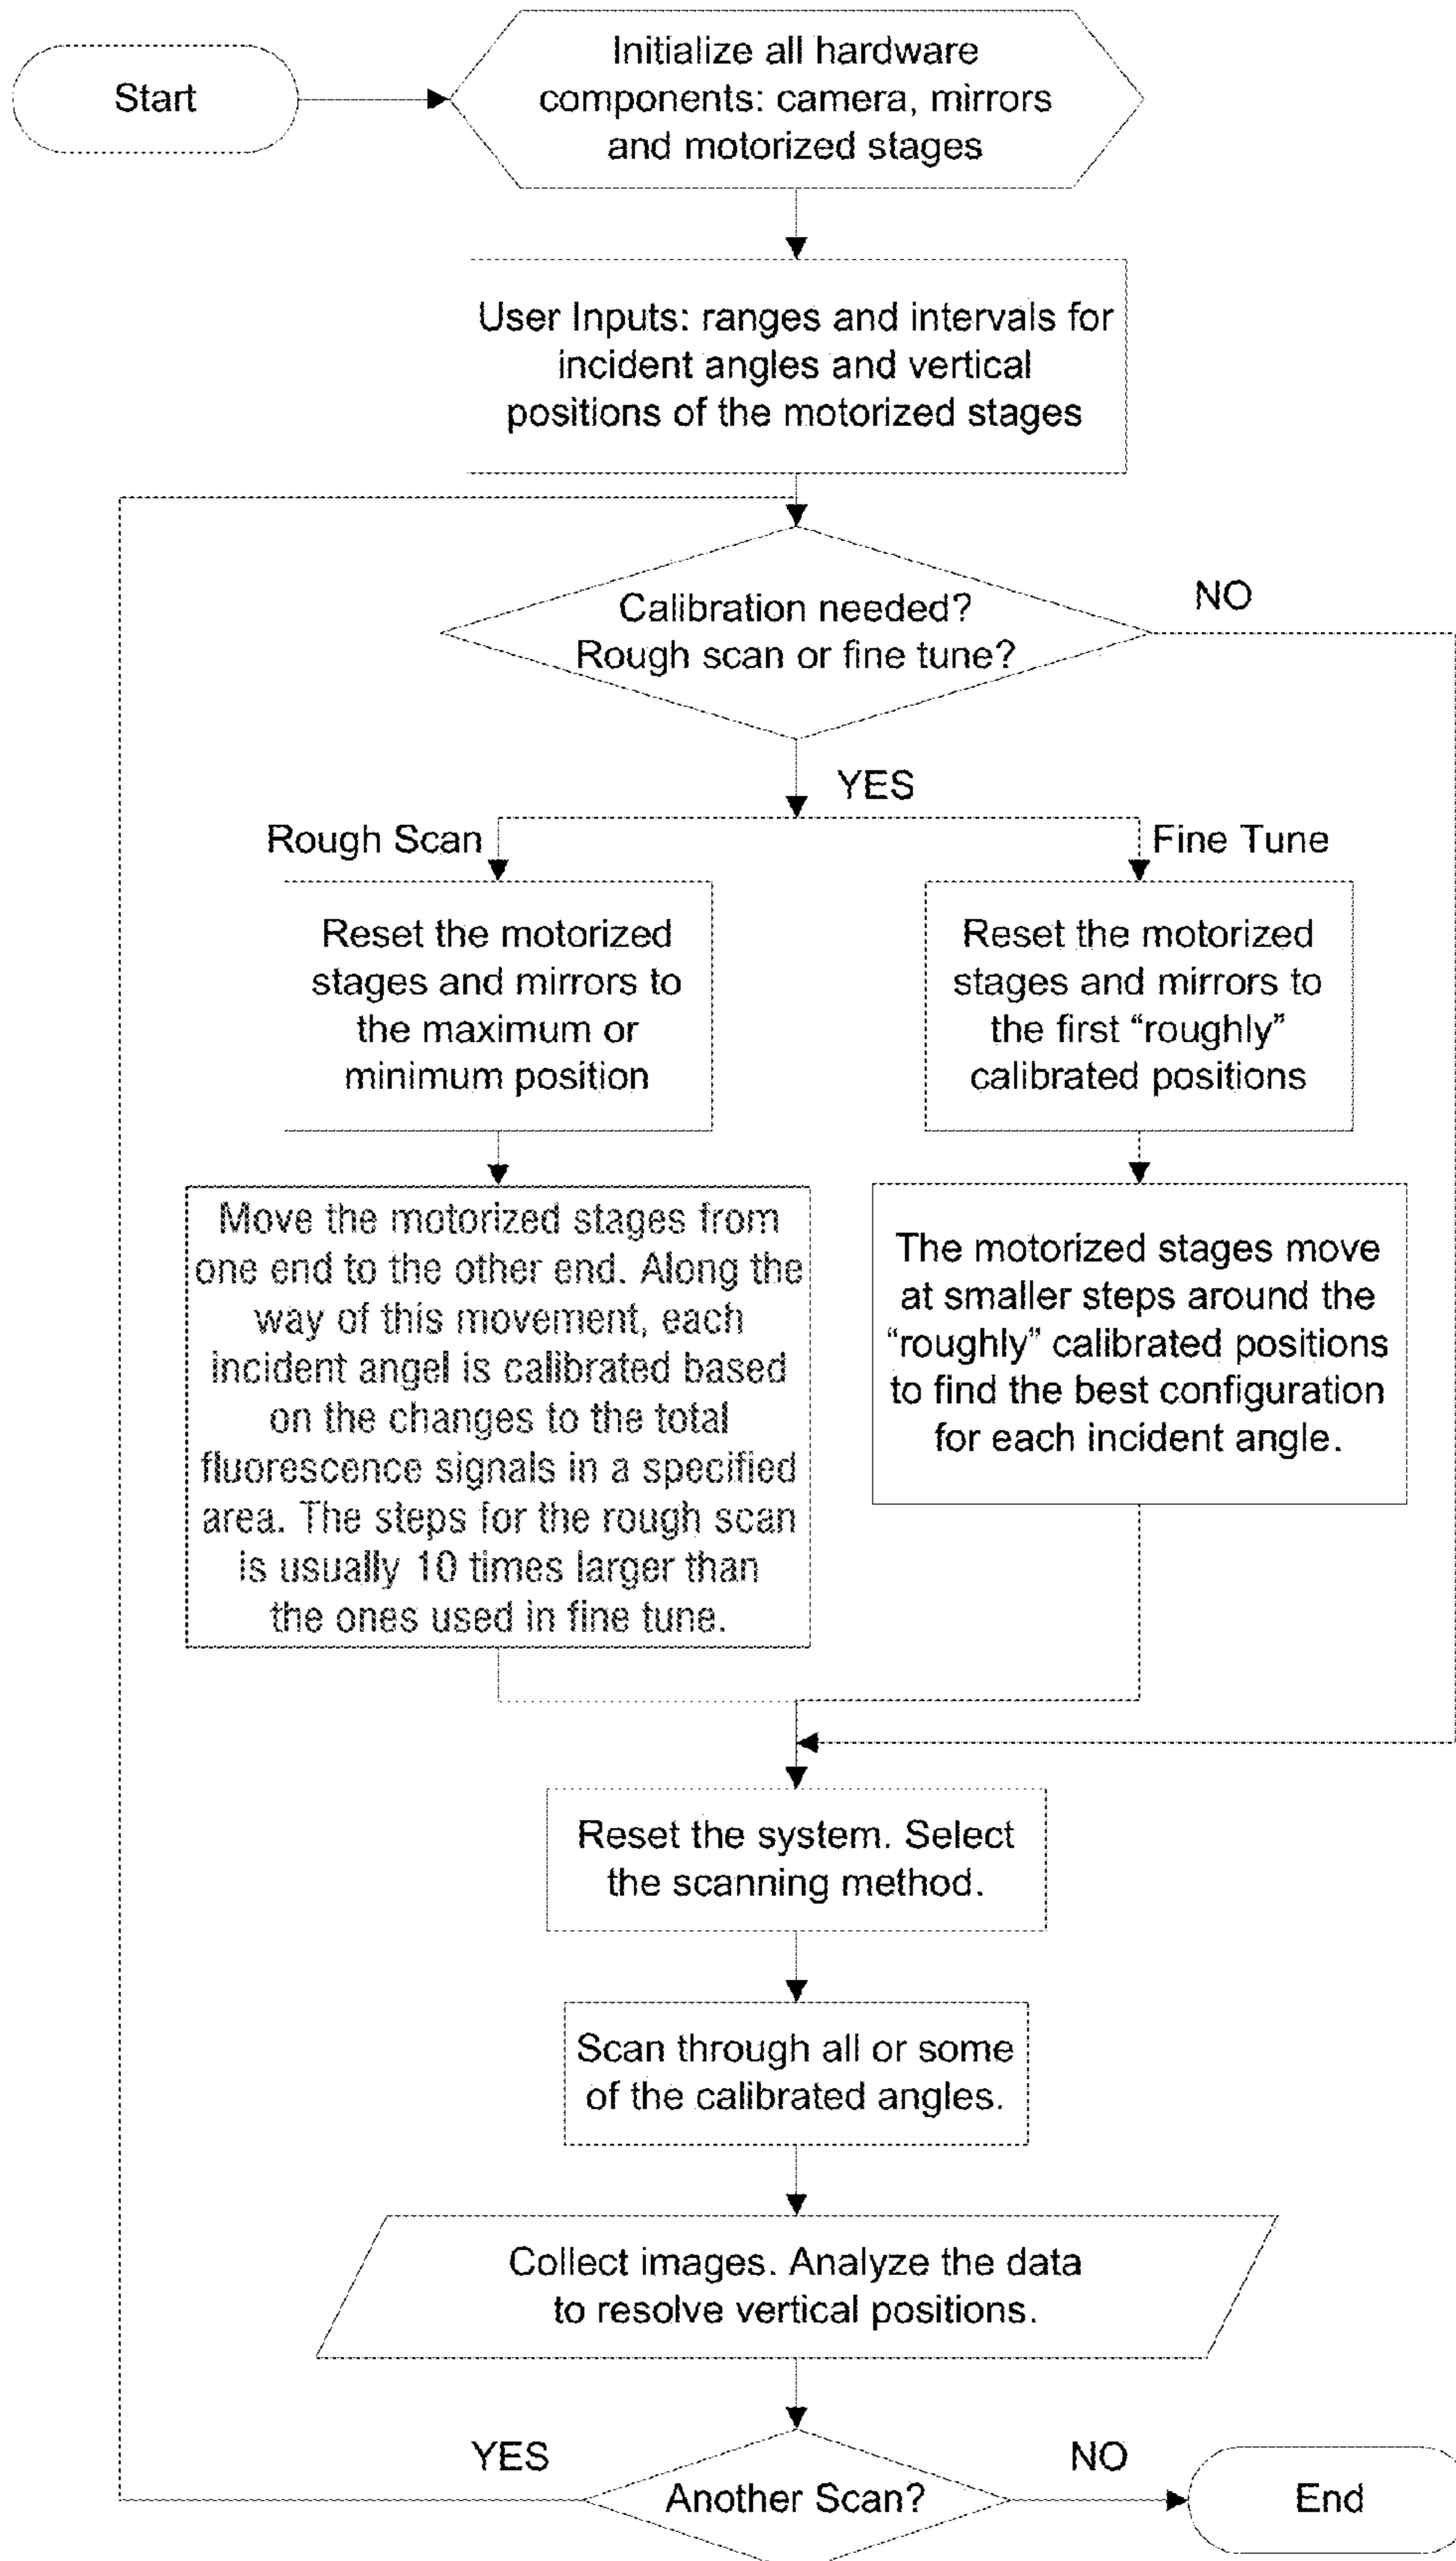 Start
Initialize all hardware
components: camera, mirrors
and motorized stages
User Inputs: ranges and intervals for
incident angles and vertical
positions of the motorized stages
Calibration needed?
Rough scan or fine tune?
NO
YES
Rough Scan
Fine Tune
Reset the motorized
stages and mirrors to
the maximum or
minimum position
Reset the motorized
stages and mirrors to
the first “roughly”
calibrated positions
Move the motorized stages from
one end to the other end. Along the
way of this movement, each
incident angel is calibrated based
on the changes to the total
fluorescence signals in a specified
area. The steps for the rough scan
is usually 10 times larger than
the ones used in fine tune.
The motorized stages move
at smaller steps around the
“roughly” calibrated positions
to find the best configuration
for each incident angle.
Reset the system. Select
the scanning method.
Scan through all or some
of the calibrated angles.
Collect images. Analyze the data
to resolve vertical positions.
YES
Another Scan?
NO
End